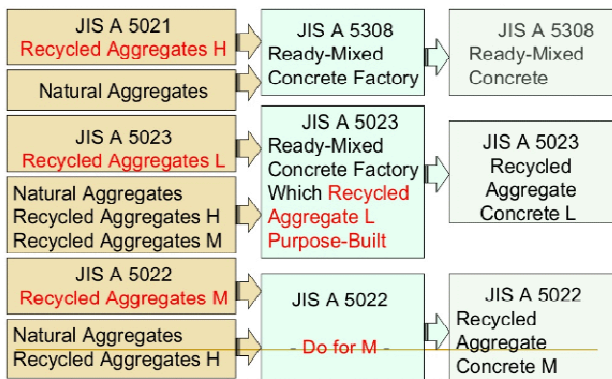 JIS A 5021
Recycled Aggregates H
Natural Aggregates
JIS A 5308
Ready-Mixed
Concrete Factory
JIS A 5308
Ready-Mixed
Concrete
JIS A 5023
Recycled Aggregates L
Natural Aggregates
Recycled Aggregates H
Recycled Aggregates M
JIS A 5023
Ready-Mixed
Concrete Factory
Which Recycled
Aggregate L
Purpose-Built
JIS A 5023
Recycled
Aggregate
Concrete L
JIS A 5022
Recycled Aggregates M
Natural Aggregates
Recycled Aggregates H
JIS A 5022
- Do for M -
JIS A 5022
Recycled
Aggregate
Concrete M